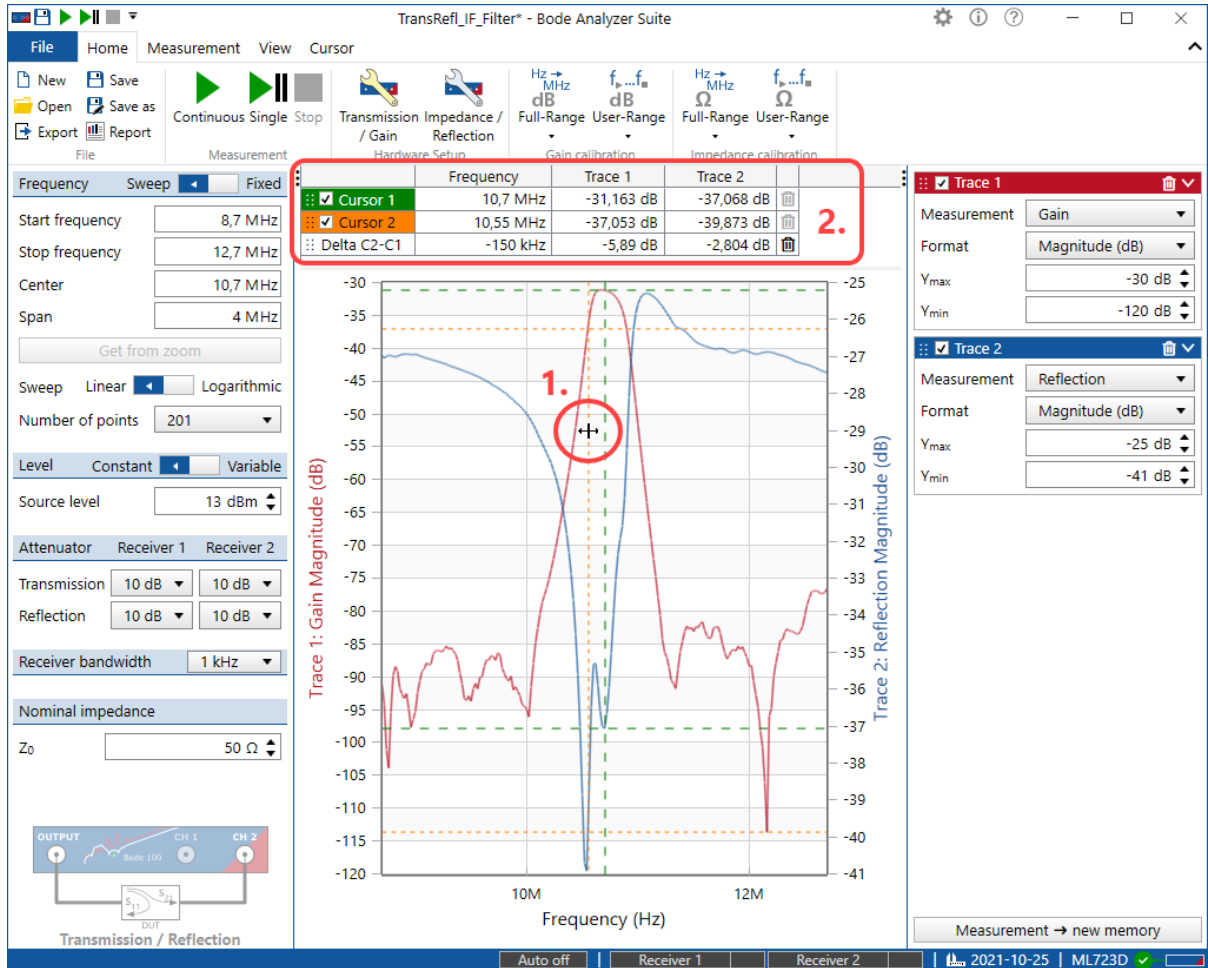 TransRefl_IF_Filter* - Bode Analyzer Suite
File Home Measurement View Cursor
New Save
Open Save as
Export Report
File
Continuous Single Stop
Measurement
Transmission / Gain
Impedance / Reflection
Hardware Setup
Hz MHz dB
f...f dB
Full-Range User-Range
Gain calibration
Hz MHz Ω
f...f Ω
Full-Range User-Range
Impedance calibration
Frequency Sweep Fixed
Start frequency 8,7 MHz
Stop frequency 12,7 MHz
Center 10,7 MHz
Span 4 MHz
Get from zoom
Sweep Linear Logarithmic
Number of points 201
Level Constant Variable
Source level 13 dBm
Attenuator Receiver 1 Receiver 2
Transmission 10 dB 10 dB
Reflection 10 dB 10 dB
Receiver bandwidth 1 kHz
Nominal impedance
Z0 50 Ω
OUTPUT CH 1 CH 2
Bode 100
S11 S21
DUT
Transmission / Reflection
Frequency Trace 1 Trace 2
Cursor 1 10,7 MHz -31,163 dB -37,068 dB
Cursor 2 10,55 MHz -37,053 dB -39,873 dB
Delta C2-C1 -150 kHz -5,89 dB -2,804 dB
2.
1.
Trace 1: Gain Magnitude (dB)
-30
-35
-40
-45
-50
-55
-60
-65
-70
-75
-80
-85
-90
-95
-100
-105
-110
-115
-120
10M 12M
Frequency (Hz)
-25
-26
-27
-28
-29
-30
-31
-32
-33
-34
-35
-36
-37
-38
-39
-40
-41
Trace 2: Reflection Magnitude (dB)
Trace 1
Measurement Gain
Format Magnitude (dB)
Ymax -30 dB
Ymin -120 dB
Trace 2
Measurement Reflection
Format Magnitude (dB)
Ymax -25 dB
Ymin -41 dB
Measurement → new memory
Auto off Receiver 1 Receiver 2 2021-10-25 ML723D